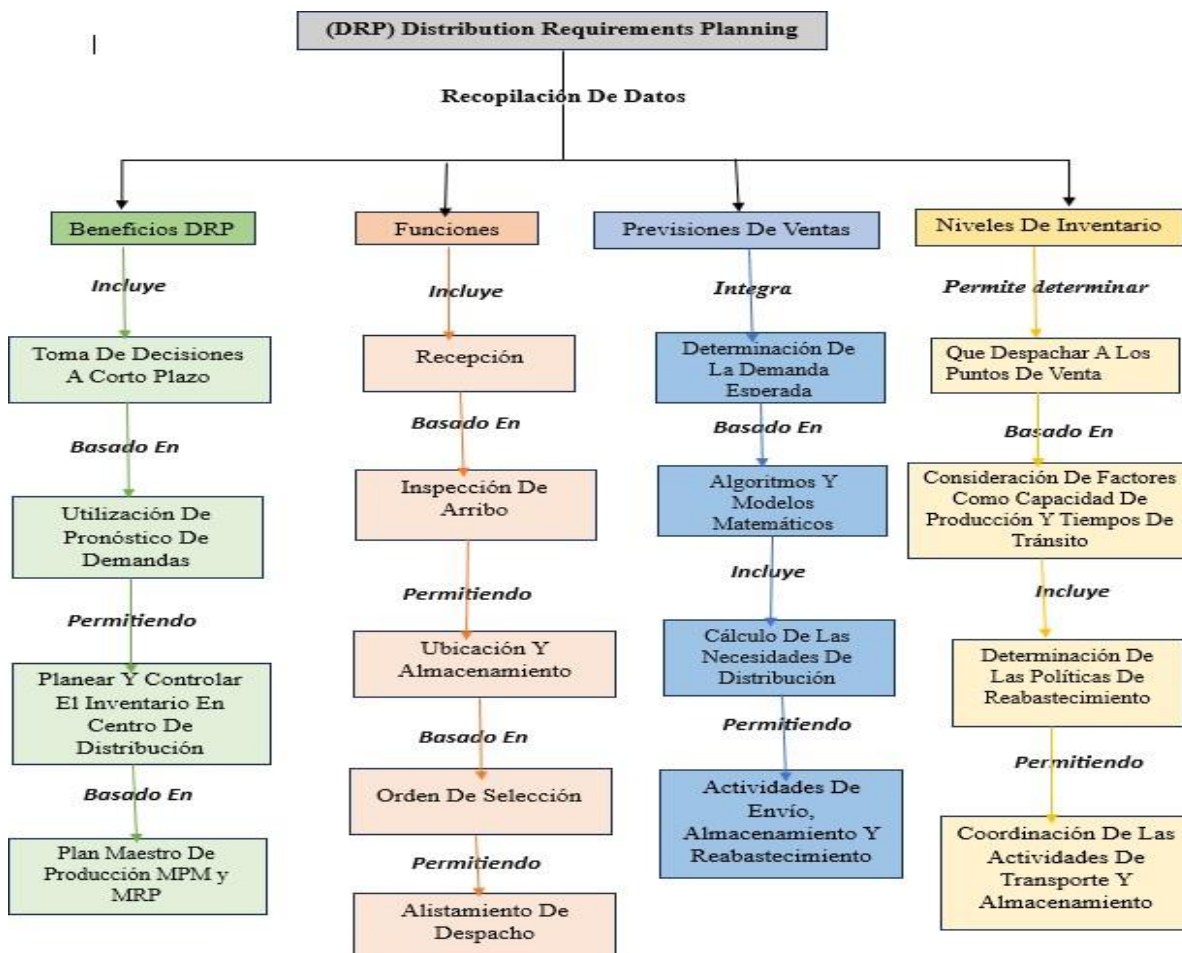 (DRP) Distribution Requirements Planning
Recopilación De Datos
Beneficios DRP
Incluye
Toma De Decisiones
A Corto Plazo
Basado En
Utilización De
Pronóstico De
Demandas
Permitiendo
Planear Y Controlar
El Inventario En
Centro De
Distribución
Basado En
Plan Maestro De
Producción MPM y
MRP
Funciones
Incluye
Recepción
Basado En
Inspección De
Arribo
Permitiendo
Ubicación Y
Almacenamiento
Basado En
Orden De Selección
Permitiendo
Alistamiento De
Despacho
Previsiones De Ventas
Integra
Determinación De
La Demanda
Esperada
Basado En
Algoritmos Y
Modelos
Matemáticos
Incluye
Cálculo De Las
Necesidades De
Distribución
Permitiendo
Actividades De
Envío,
Almacenamiento Y
Reabastecimiento
Niveles De Inventario
Permite determinar
Que Despachar A Los
Puntos De Venta
Basado En
Consideración De Factores
Como Capacidad De
Producción Y Tiempos De
Tránsito
Incluye
Determinación De
Las Políticas De
Reabastecimiento
Permitiendo
Coordinación De Las
Actividades De
Transporte Y
Almacenamiento